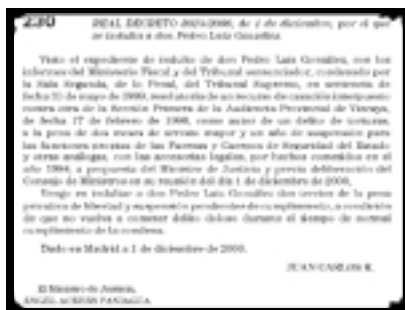 230 REAL DECRETO /2000, de 1 de diciembre, por el que
se indulta a don Pedro Luis González.
Visto el expediente de indulto de don Pedro Luis González, con los
informes del Ministerio Fiscal y del Tribunal sentenciador, condenado por
la Sala Segunda, de lo Penal, del Tribunal Supremo, en sentencia de
fecha 31 de mayo de 1999, resolutoria de un recurso de casación interpuesto
contra otra de la Sección Primera de la Audiencia Provincial de Vizcaya,
de fecha 17 de febrero de 1998, como autor de un delito de torturas,
a la pena de dos meses de arresto mayor y un año de suspensión para
las funciones propias de las Fuerzas y Cuerpos de Seguridad del Estado
y otras análogas, con las accesorias legales, por hechos cometidos en el
año 1984, a propuesta del Ministro de Justicia y previa deliberación del
Consejo de Ministros en su reunión del día 1 de diciembre de 2000,
Vengo en indultar a don Pedro Luis González dos tercios de la pena
privativa de libertad y suspensión pendientes de cumplimiento, a condición
de que no vuelva a cometer delito doloso durante el tiempo de normal
cumplimiento de la condena.
Dado en Madrid a 1 de diciembre de 2000.
JUAN CARLOS R.
El Ministro de Justicia,
ÁNGEL ACEBES PANIAGUA